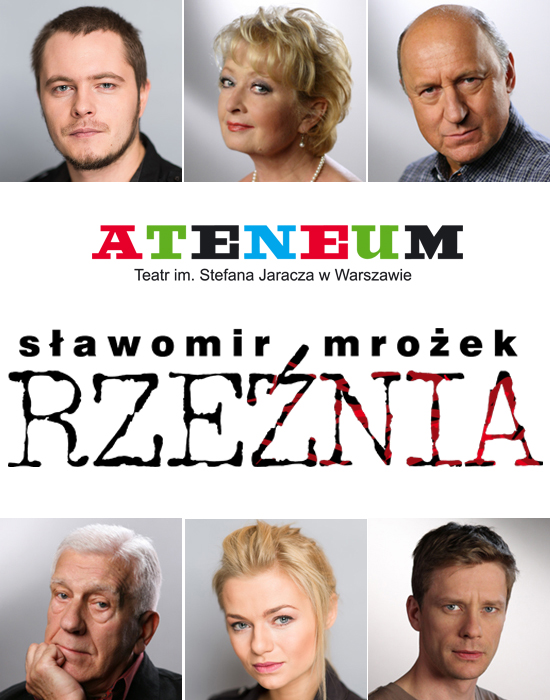 ATENEUM
Teatr im. Stefana Jaracza w Warszawie
sławomir mrożek
RZEŹNIA